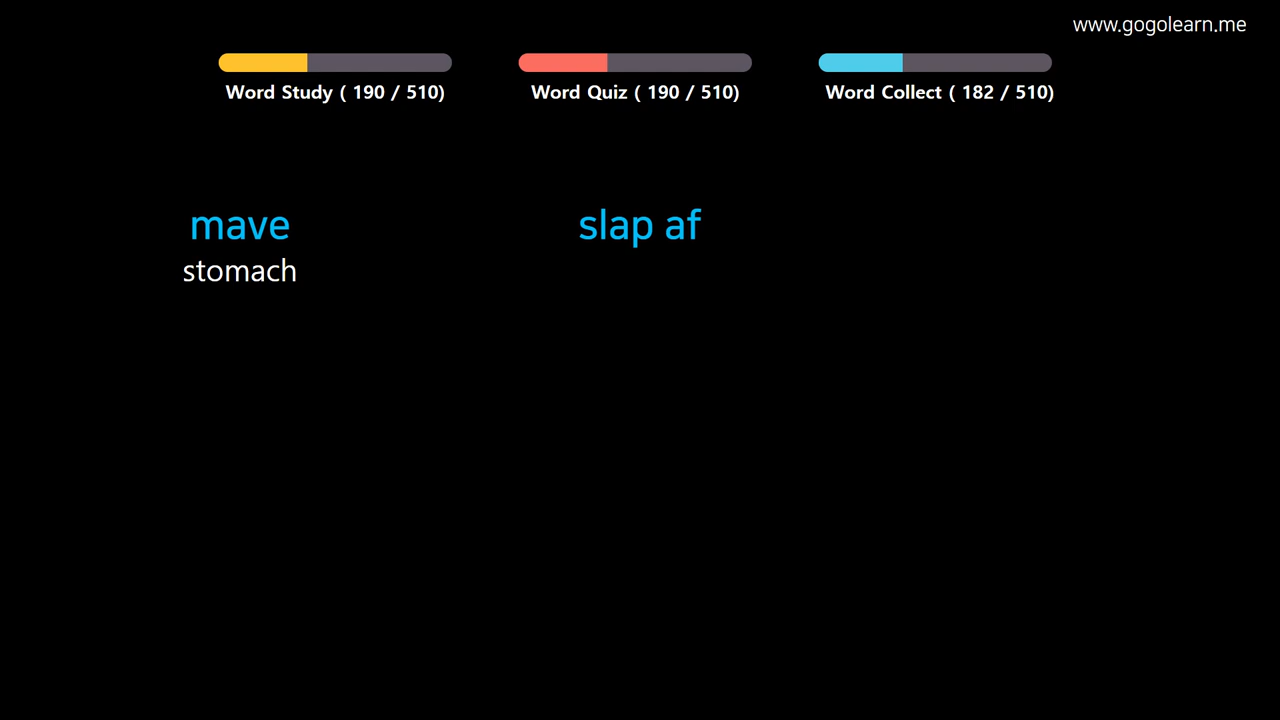 www.gogolearn.me
Word Study ( 190 / 510)
Word Quiz ( 190 / 510)
Word Collect ( 182 / 510)
mave
stomach
slap af